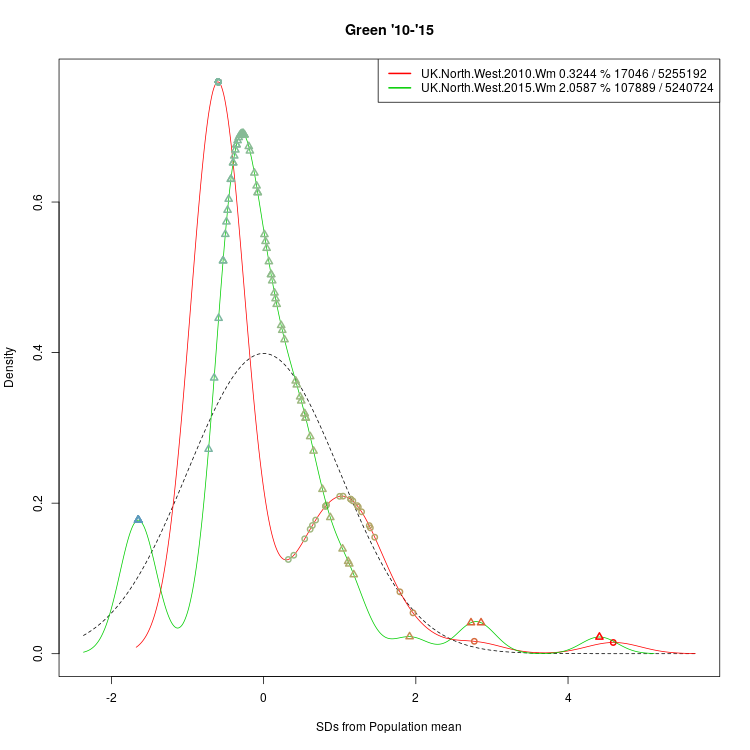 Green '10-'15
UK.North.West.2010.Wm 0.3244 % 17046 / 5255192
UK.North.West.2015.Wm 2.0587 % 107889 / 5240724
Density
0.6
0.4
0.2
0.0
-2 0 2 4
SDs from Population mean